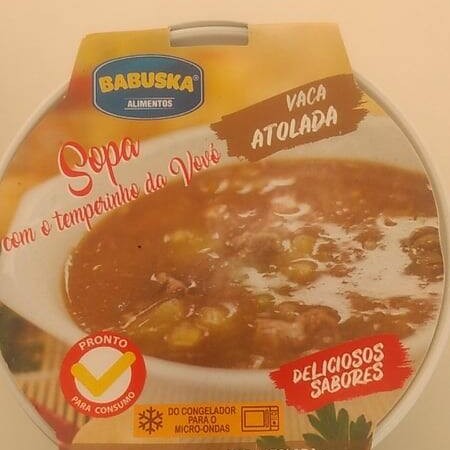 BABUSKA®
ALIMENTOS
VACA
ATOLADA
Sopa
com o temperinho da Vovó
PRONTO
PARA CONSUMO
DELICIOSOS
SABORES
DO CONGELADOR
PARA O
MICRO-ONDAS